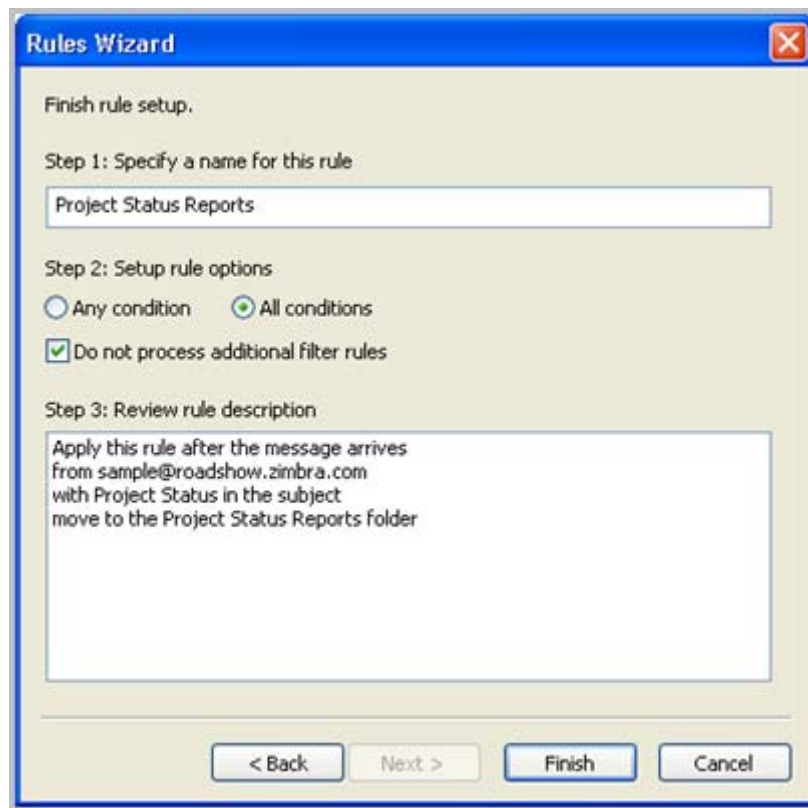 Rules Wizard
Finish rule setup.
Step 1: Specify a name for this rule
Project Status Reports
Step 2: Setup rule options
Any condition All conditions
Do not process additional filter rules
Step 3: Review rule description
Apply this rule after the message arrives
from sample@roadshow.zimbra.com
with Project Status in the subject
move to the Project Status Reports folder
< Back Next > Finish Cancel